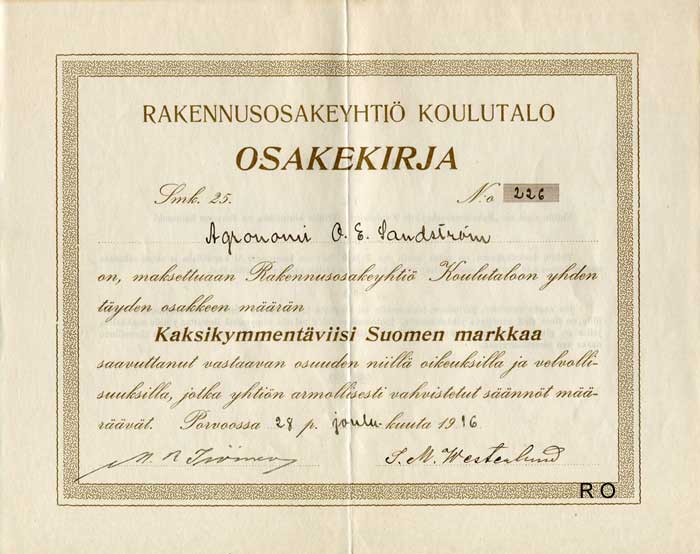 RAKENNUSOSAKEYHTIÖ KOULUTALO
OSAKEKIRJA
Smk. 25. N:o 226
Agronomi O. E. Sandström
on, maksettuaan Rakennusosakeyhtiö Koulutaloon yhden
täyden osakkeen määrän
Kaksikymmentäviisi Suomen markkaa
saavuttanut vastaavan osuuden niillä oikeuksilla ja velvolli-
suuksilla, jotka yhtiön armollisesti vahvistetut säännöt mää-
räävät. Porvoossa 28 p. joulu-kuuta 1916.
S. M. Westerlund
RO